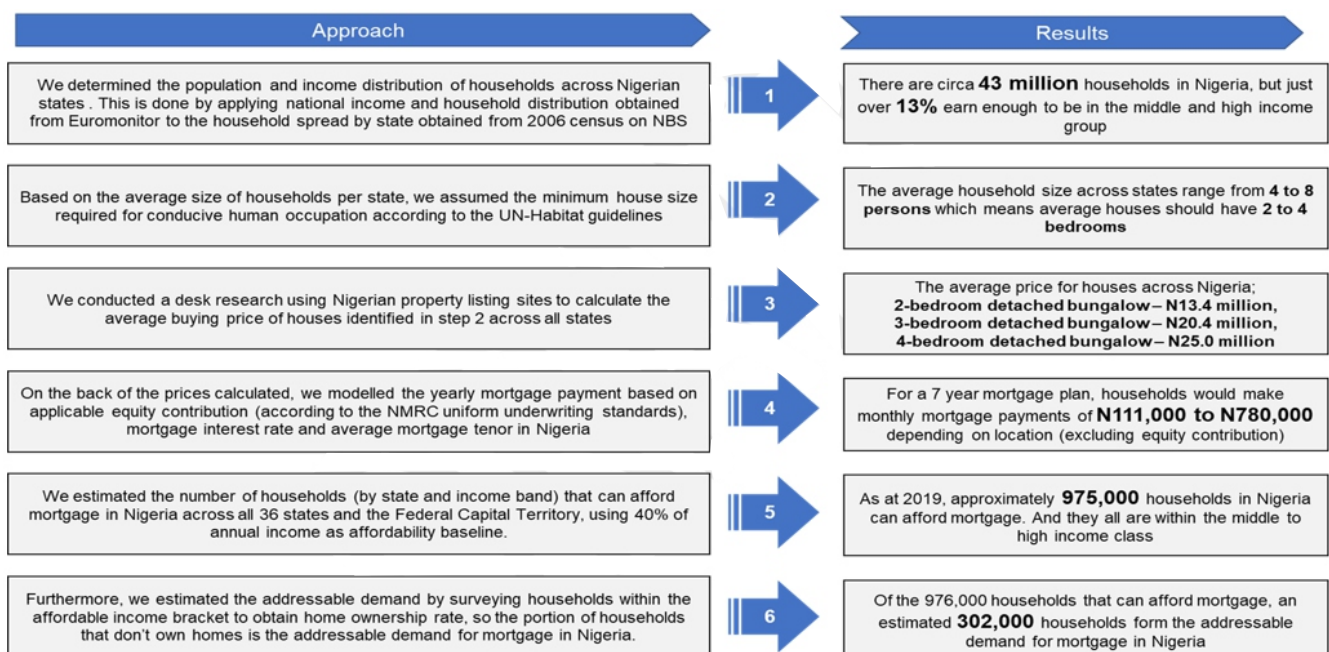 Approach
Results
We determined the population and income distribution of households across Nigerian
states . This is done by applying national income and household distribution obtained
from Euromonitor to the household spread by state obtained from 2006 census on NBS
1
There are circa 43 million households in Nigeria, but just
over 13% earn enough to be in the middle and high income
group
Based on the average size of households per state, we assumed the minimum house size
required for conducive human occupation according to the UN-Habitat guidelines
2
The average household size across states range from 4 to 8
persons which means average houses should have 2 to 4
bedrooms
We conducted a desk research using Nigerian property listing sites to calculate the
average buying price of houses identified in step 2 across all states
3
The average price for houses across Nigeria;
2-bedroom detached bungalow– N13.4 million,
3-bedroom detached bungalow– N20.4 million,
4-bedroom detached bungalow– N25.0 million
On the back of the prices calculated, we modelled the yearly mortgage payment based on
applicable equity contribution (according to the NMRC uniform underwriting standards),
mortgage interest rate and average mortgage tenor in Nigeria
4
For a 7 year mortgage plan, households would make
monthly mortgage payments of N111,000 to N780,000
depending on location (excluding equity contribution)
We estimated the number of households (by state and income band) that can afford
mortgage in Nigeria across all 36 states and the Federal Capital Territory, using 40% of
annual income as affordability baseline.
5
As at 2019, approximately 975,000 households in Nigeria
can afford mortgage. And they all are within the middle to
high income class
Furthermore, we estimated the addressable demand by surveying households within the
affordable income bracket to obtain home ownership rate, so the portion of households
that don't own homes is the addressable demand for mortgage in Nigeria.
6
Of the 976,000 households that can afford mortgage, an
estimated 302,000 households form the addressable
demand for mortgage in Nigeria